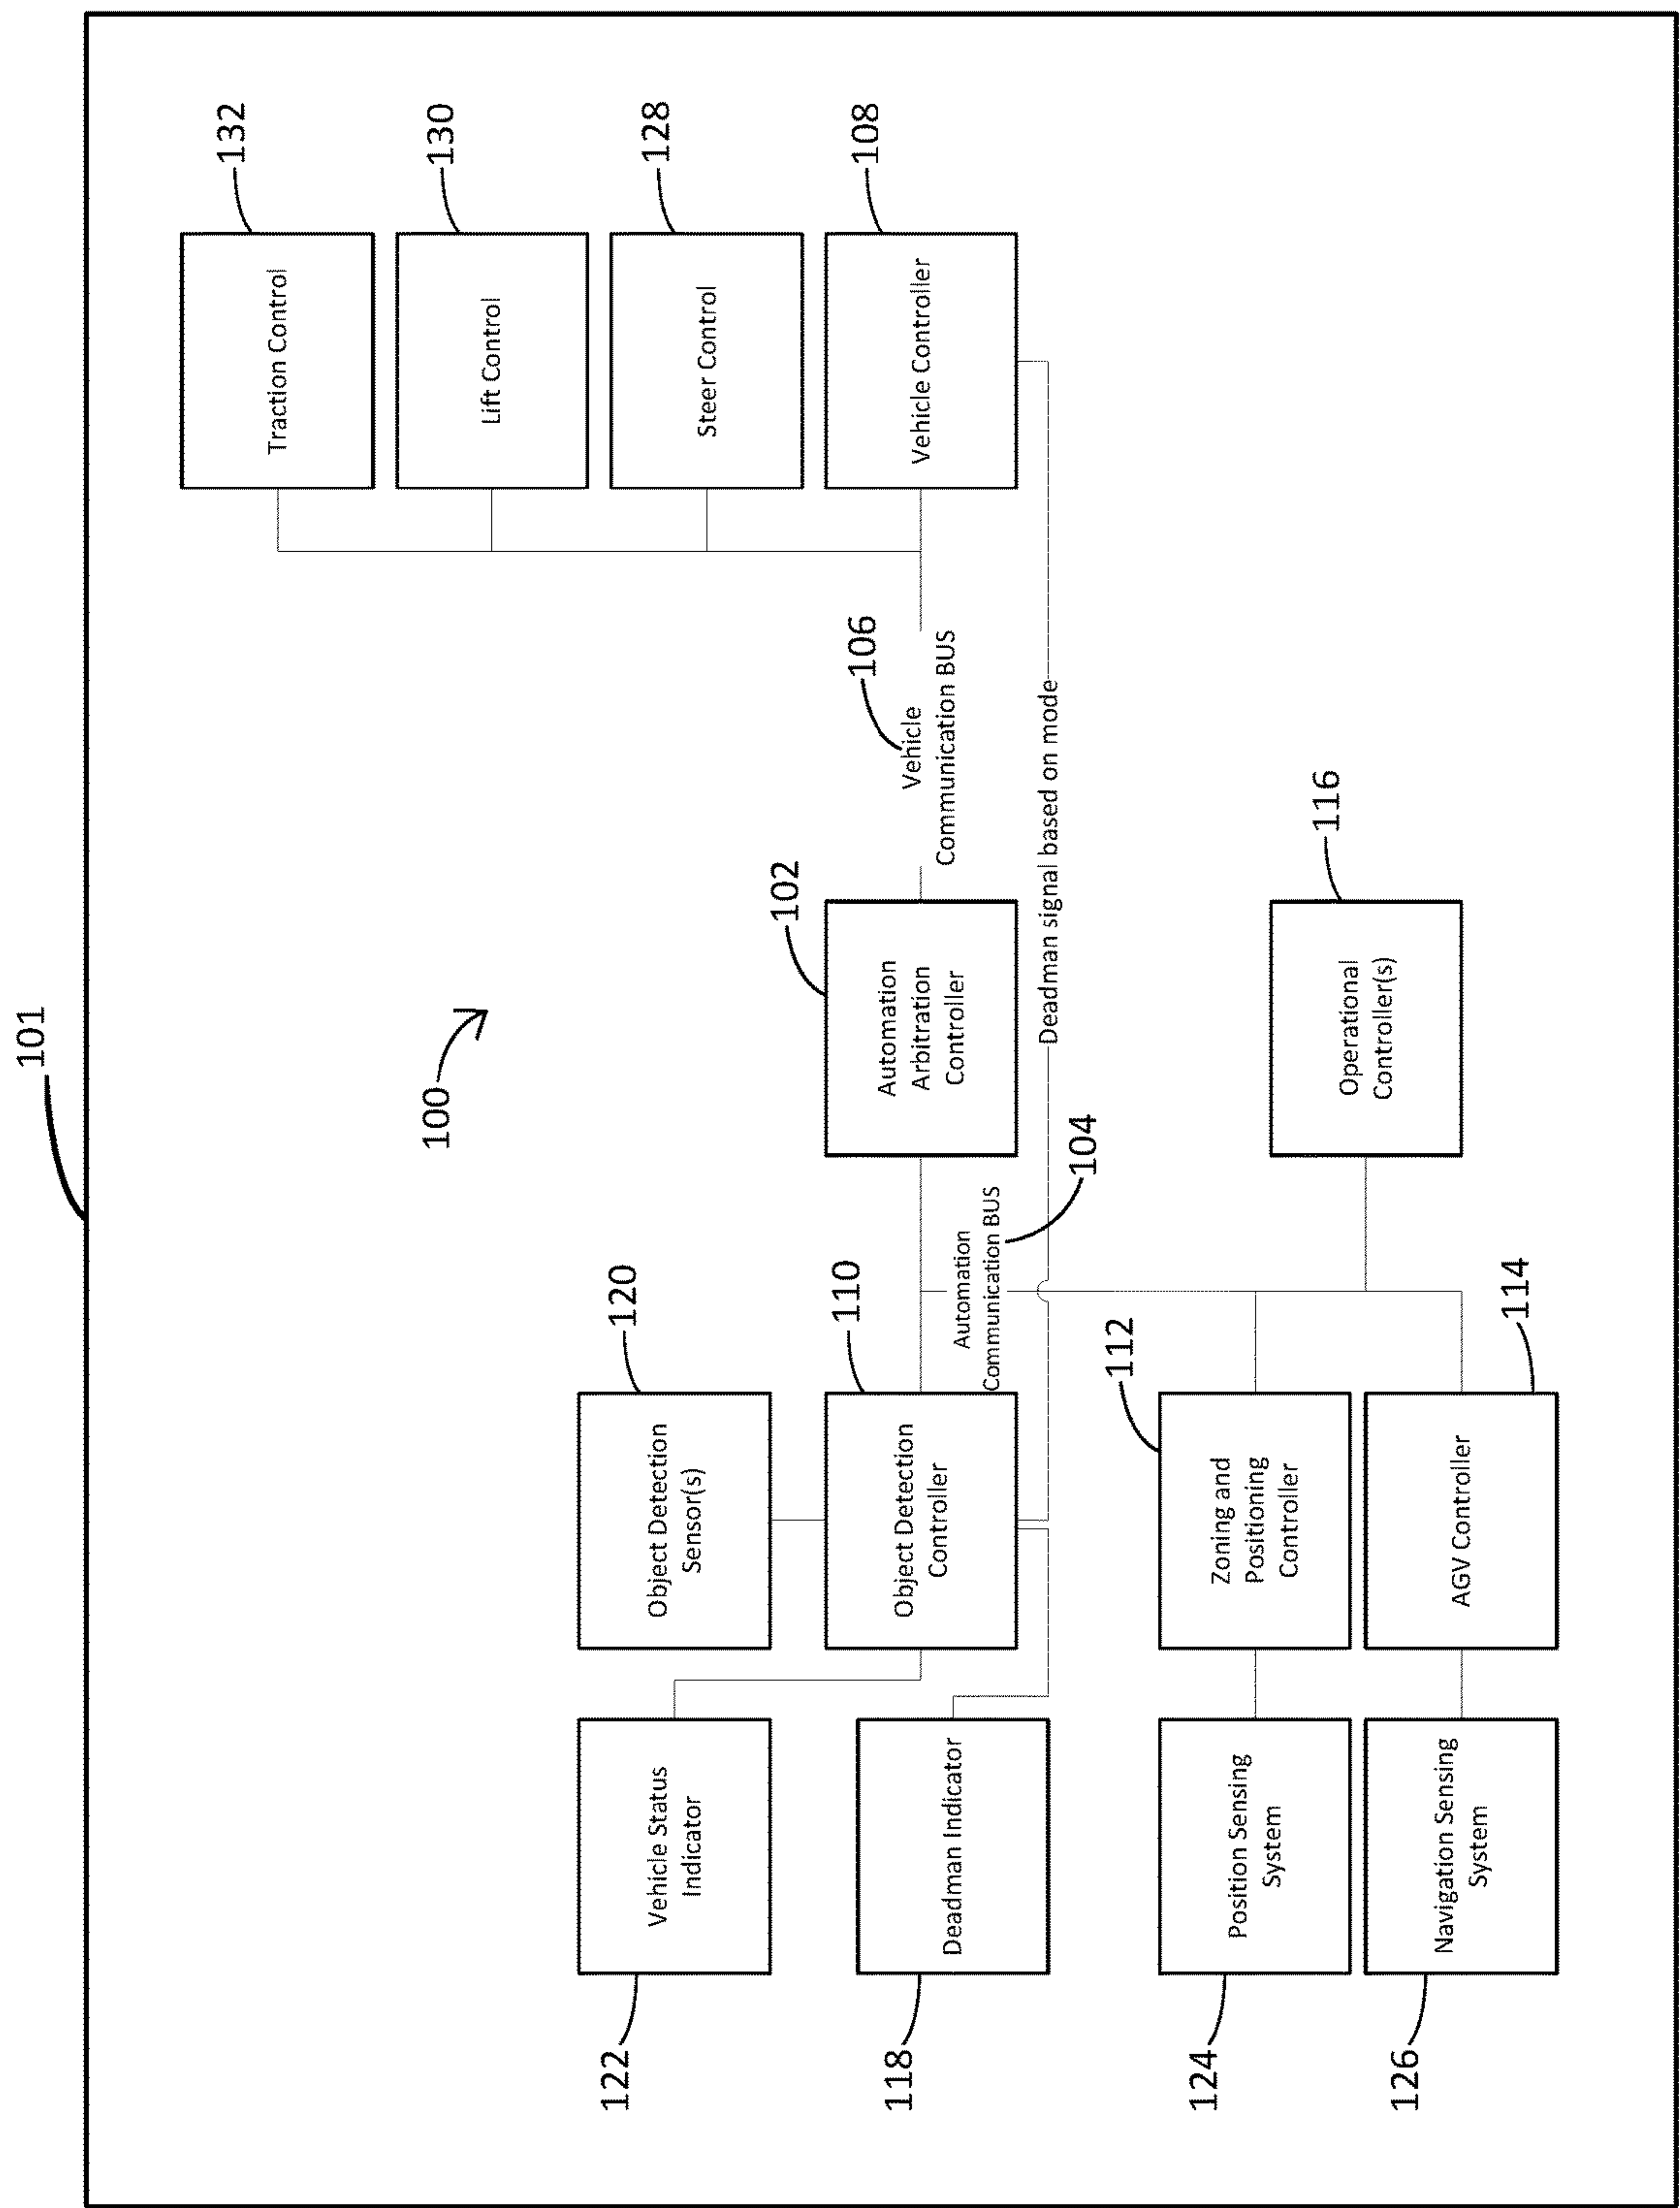 101
100
132
Traction Control
130
Lift Control
128
Steer Control
108
Vehicle Controller
106
Vehicle
Communication BUS
102
Automation
Arbitration
Controller
Deadman signal based on mode
116
Operational
Controller(s)
104
Automation
Communication BUS
120
Object Detection
Sensor(s)
110
Object Detection
Controller
112
Zoning and
Positioning
Controller
114
AGV Controller
122
Vehicle Status
Indicator
118
Deadman Indicator
124
Position Sensing
System
126
Navigation Sensing
System